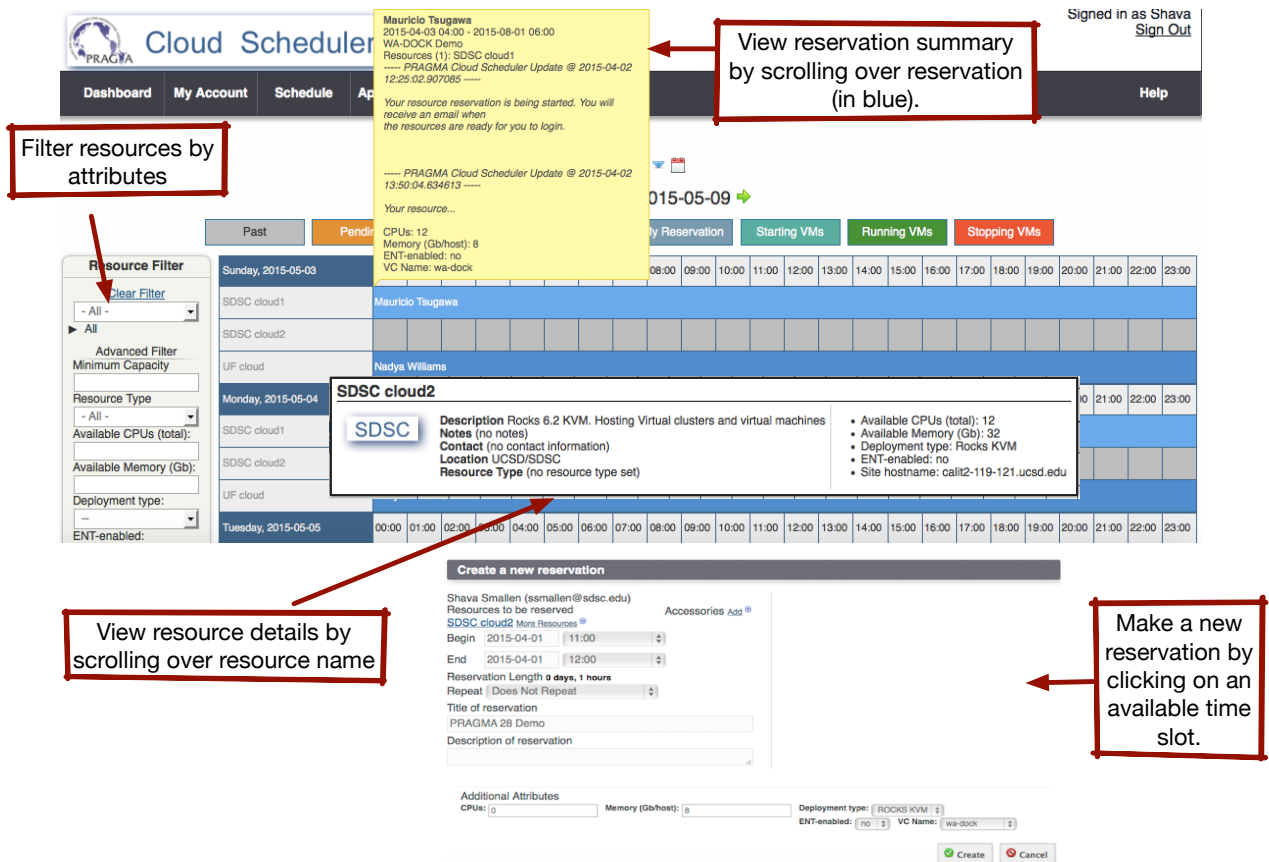 PRAGMA
Cloud Scheduler
Signed in as Shava
Sign Out
Dashboard My Account Schedule Ap
Help
Mauricio Tsugawa
2015-04-03 04:00 - 2015-08-01 06:00
WA-DOCK Demo
Resources (1): SDSC cloud1
----- PRAGMA Cloud Scheduler Update @ 2015-04-02
12:25:02.907085 -----
Your resource reservation is being started. You will
receive an email when
the resources are ready for you to login.
----- PRAGMA Cloud Scheduler Update @ 2015-04-02
13:50:04.634613 -----
Your resource...
CPUs: 12
Memory (Gb/host): 8
ENT-enabled: no
VC Name: wa-dock
View reservation summary
by scrolling over reservation
(in blue).
Filter resources by
attributes
015-05-09
Past Pendin y Reservation Starting VMs Running VMs Stopping VMs
Resource Filter
Clear Filter
- All -
All
Advanced Filter
Minimum Capacity
Resource Type
- All -
Available CPUs (total):
Available Memory (Gb):
Deployment type:
--
ENT-enabled:
Sunday, 2015-05-03 08:00 09:00 10:00 11:00 12:00 13:00 14:00 15:00 16:00 17:00 18:00 19:00 20:00 21:00 22:00 23:00
SDSC cloud1 Mauricio Tsugawa
SDSC cloud2
UF cloud Nadya Williams
Monday, 2015-05-04 21:00 22:00 23:00
SDSC cloud1
SDSC cloud2
UF cloud
Tuesday, 2015-05-05 00:00 01:00 02:00 03:00 04:00 05:00 06:00 07:00 08:00 09:00 10:00 11:00 12:00 13:00 14:00 15:00 16:00 17:00 18:00 19:00 20:00 21:00 22:00 23:00
SDSC cloud2
SDSC
Description Rocks 6.2 KVM. Hosting Virtual clusters and virtual machines
Notes (no notes)
Contact (no contact information)
Location UCSD/SDSC
Resource Type (no resource type set)
• Available CPUs (total): 12
• Available Memory (Gb): 32
• Deployment type: Rocks KVM
• ENT-enabled: no
• Site hostname: calit2-119-121.ucsd.edu
View resource details by
scrolling over resource name
Create a new reservation
Shava Smallen (ssmallen@sdsc.edu)
Resources to be reserved Accessories Add
SDSC cloud2 More Resources
Begin 2015-04-01 11:00
End 2015-04-01 12:00
Reservation Length 0 days, 1 hours
Repeat Does Not Repeat
Title of reservation
PRAGMA 28 Demo
Description of reservation
Additional Attributes
CPUs: 0 Memory (Gb/host): 8 Deployment type: ROCKS KVM
ENT-enabled: no VC Name: wa-dock
Create Cancel
Make a new
reservation by
clicking on an
available time
slot.